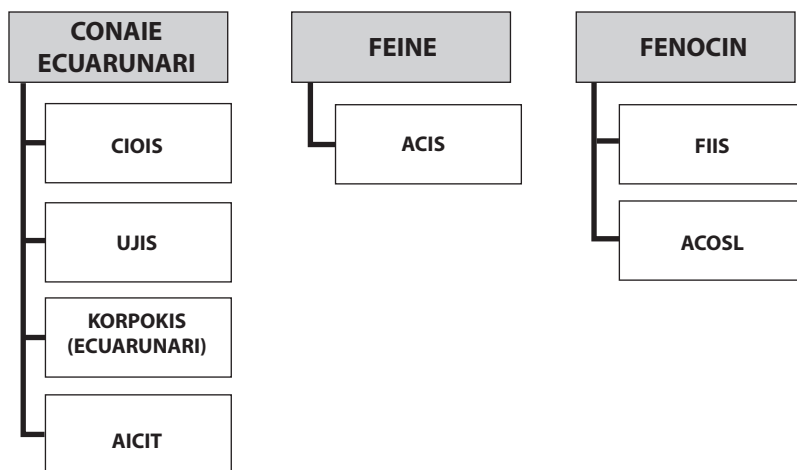 CONAIE
ECUARUNARI
CIOIS
UJIS
KORPOKIS
(ECUARUNARI)
AICIT
FEINE
ACIS
FENOCIN
FIIS
ACOSL